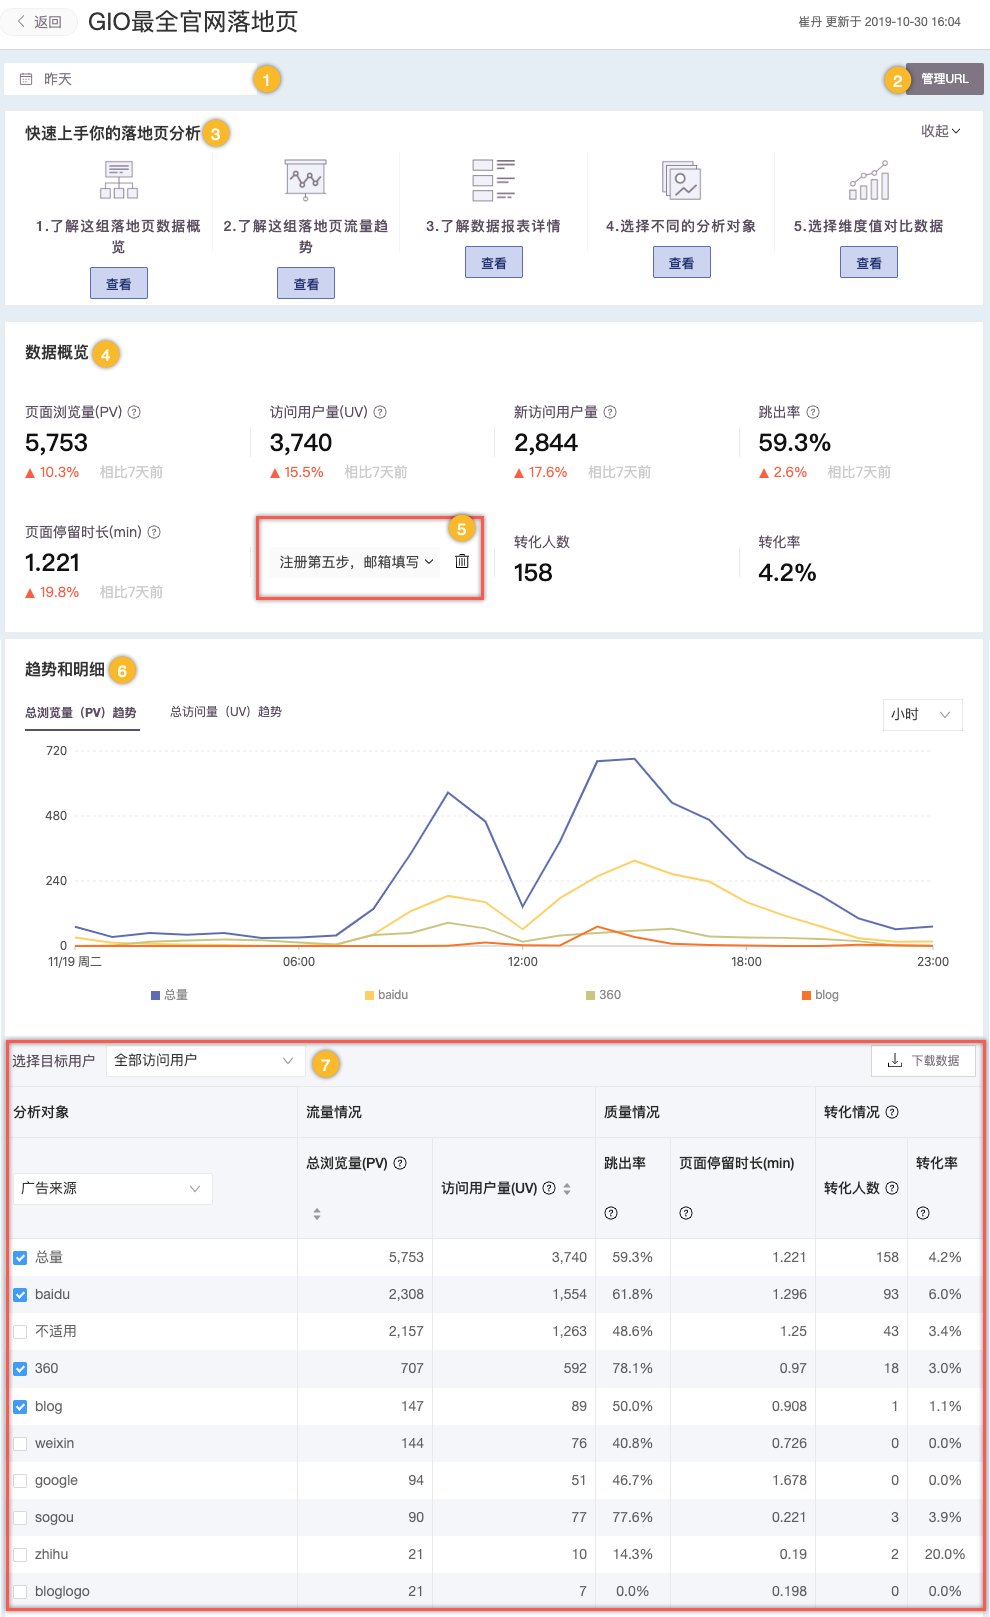 返回 GIO最全官网落地页 崔丹 更新于 2019-10-30 16:04
昨天 1 2 管理URL
快速上手你的落地页分析 3 收起
1.了解这组落地页数据概
览
查看
2.了解这组落地页流量趋
势
查看
3.了解数据报表详情
查看
4.选择不同的分析对象
查看
5.选择维度值对比数据
查看
数据概览 4
页面浏览量(PV) ? 访问用户量(UV) ? 新访问用户量 ? 跳出率 ?
5,753 3,740 2,844 59.3%
▲ 10.3% 相比7天前 ▲ 15.5% 相比7天前 ▲ 17.6% 相比7天前 ▲ 2.6% 相比7天前
页面停留时长(min) ?
1.221
▲ 19.8% 相比7天前
5
注册第五步，邮箱填写
转化人数
158
转化率
4.2%
趋势和明细 6
总浏览量（PV）趋势 总访问量（UV）趋势 小时
720
480
240
0
11/19 周二 06:00 12:00 18:00 23:00
总量 baidu 360 blog
选择目标用户 全部访问用户 7 下载数据
分析对象 流量情况 质量情况 转化情况 ?
广告来源 总浏览量(PV) ? 访问用户量(UV) ? 跳出率 ? 页面停留时长(min) ? 转化人数 ? 转化率 ?
总量 5,753 3,740 59.3% 1.221 158 4.2%
baidu 2,308 1,554 61.8% 1.296 93 6.0%
不适用 2,157 1,263 48.6% 1.25 43 3.4%
360 707 592 78.1% 0.97 18 3.0%
blog 147 89 50.0% 0.908 1 1.1%
weixin 144 76 40.8% 0.726 0 0.0%
google 94 51 46.7% 1.678 0 0.0%
sogou 90 77 77.6% 0.221 3 3.9%
zhihu 21 10 14.3% 0.19 2 20.0%
bloglogo 21 7 0.0% 0.198 0 0.0%